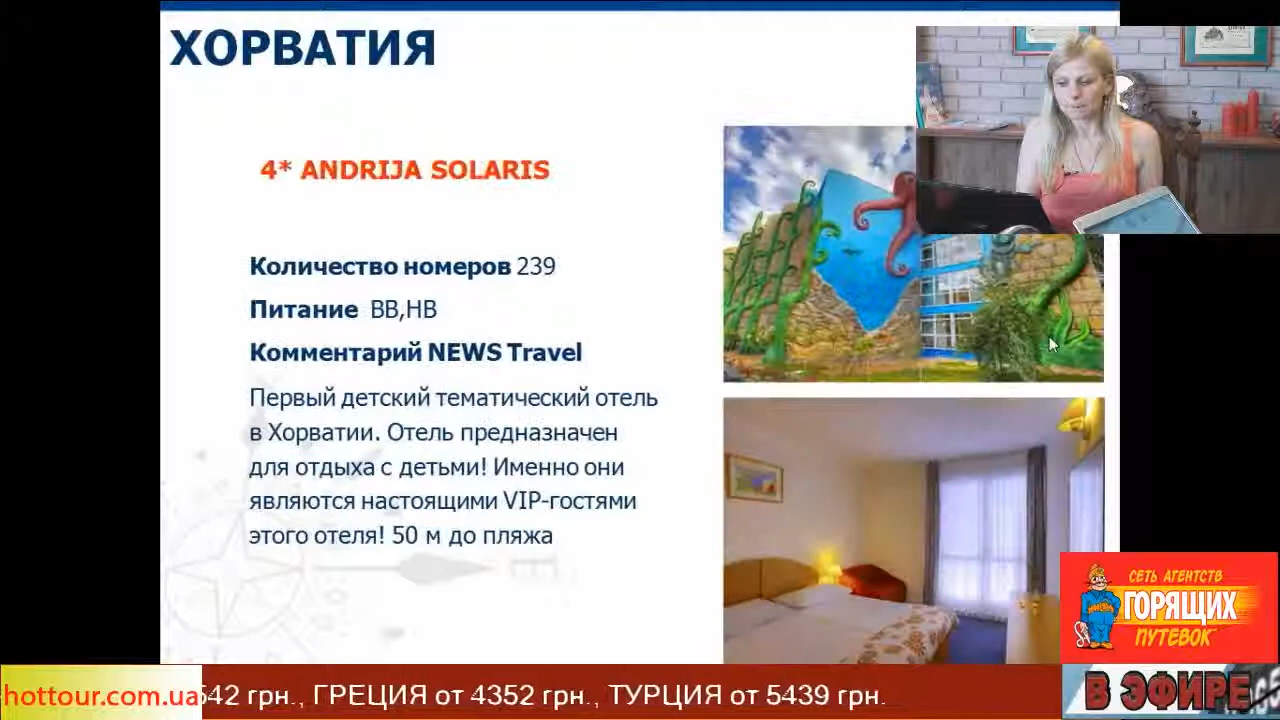 ХОРВАТИЯ
4* ANDRIJA SOLARIS
Количество номеров 239
Питание BB,HB
Комментарий NEWS Travel
Первый детский тематический отель
в Хорватии. Отель предназначен
для отдыха с детьми! Именно они
являются настоящими VIP-гостями
этого отеля! 50 м до пляжа
СЕТЬ АГЕНТСТВ
ГОРЯЩИХ
ПУТЕВОК
hottour.com.ua
542 грн., ГРЕЦИЯ от 4352 грн., ТУРЦИЯ от 5439 грн.
В ЭФИРЕ